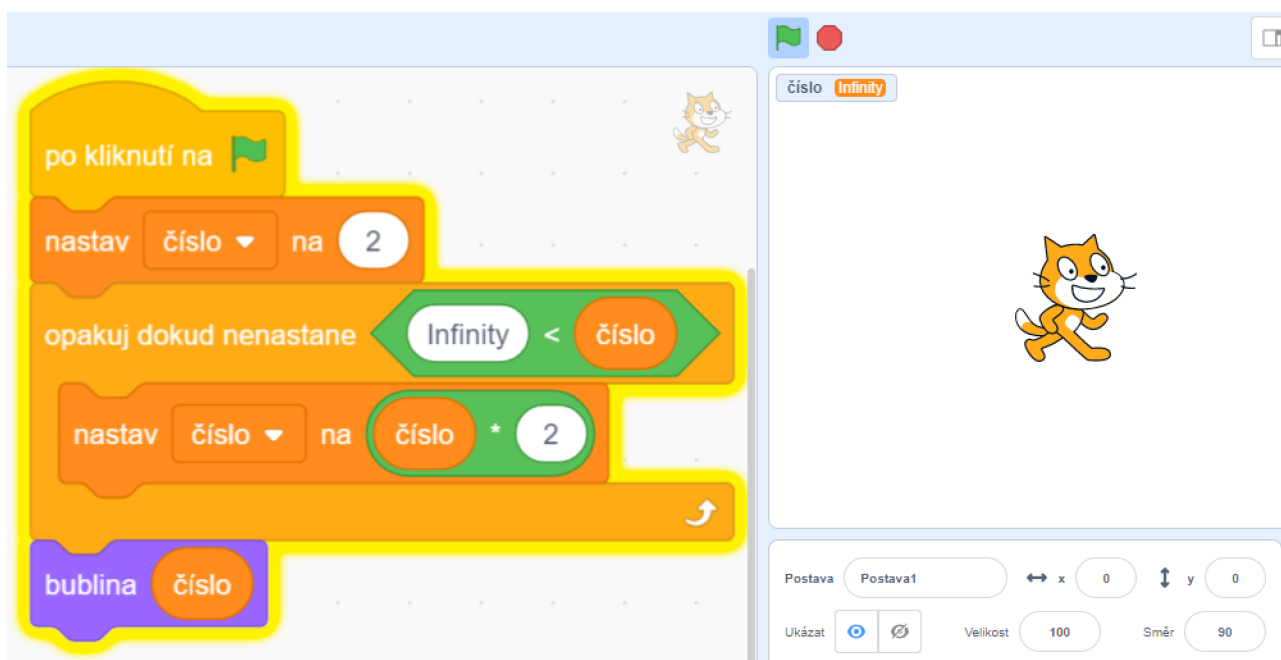 po kliknutí na
nastav číslo na 2
opakuj dokud nenastane Infinity < číslo
nastav číslo na číslo * 2
bublina číslo
číslo Infinity
Postava Postava1 x 0 y 0
Ukázat Velikost 100 Směr 90